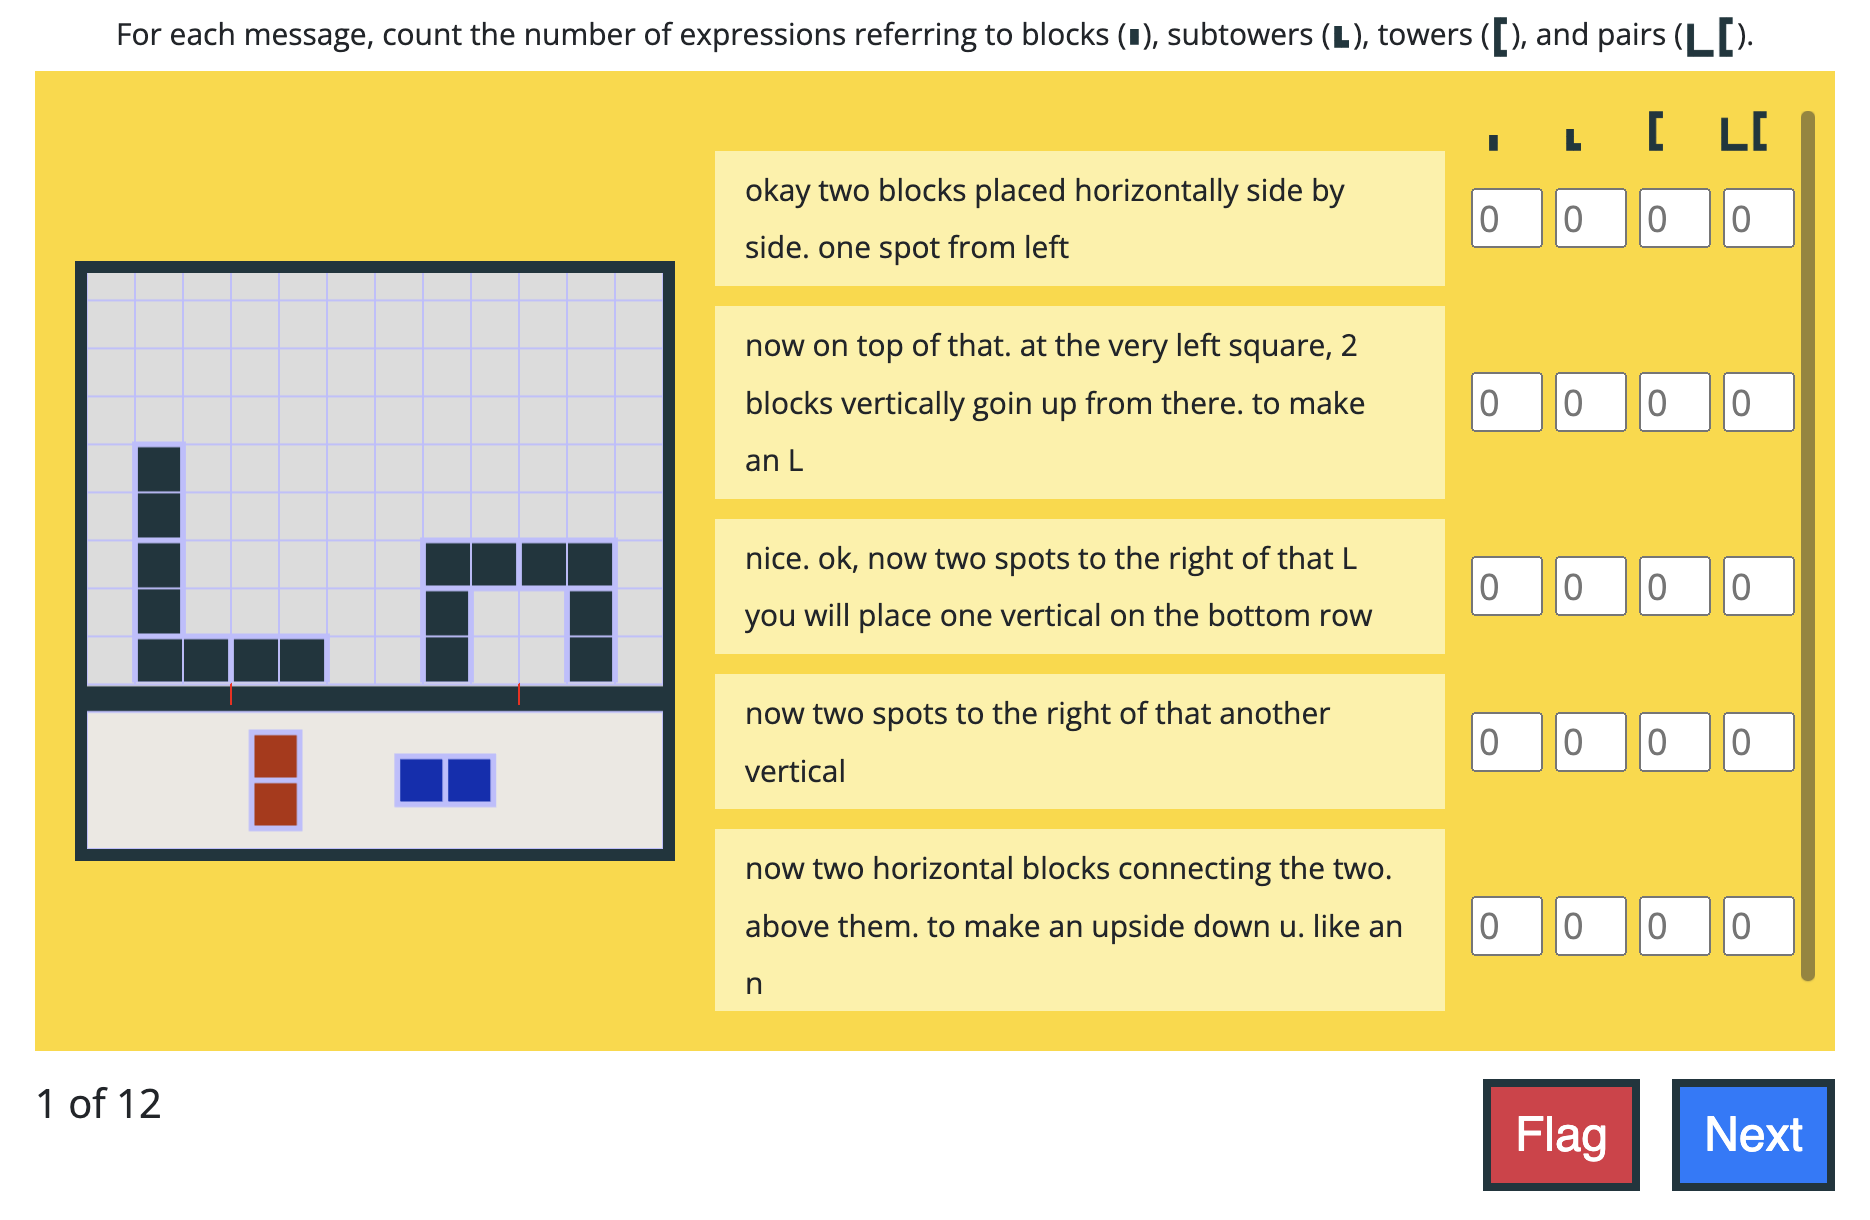 For each message, count the number of expressions referring to blocks (), subtowers (), towers (), and pairs ().
okay two blocks placed horizontally side by
side. one spot from left
0 0 0 0
now on top of that. at the very left square, 2
blocks vertically goin up from there. to make
an L
0 0 0 0
nice. ok, now two spots to the right of that L
you will place one vertical on the bottom row
0 0 0 0
now two spots to the right of that another
vertical
0 0 0 0
now two horizontal blocks connecting the two.
above them. to make an upside down u. like an
n
0 0 0 0
1 of 12
Flag
Next